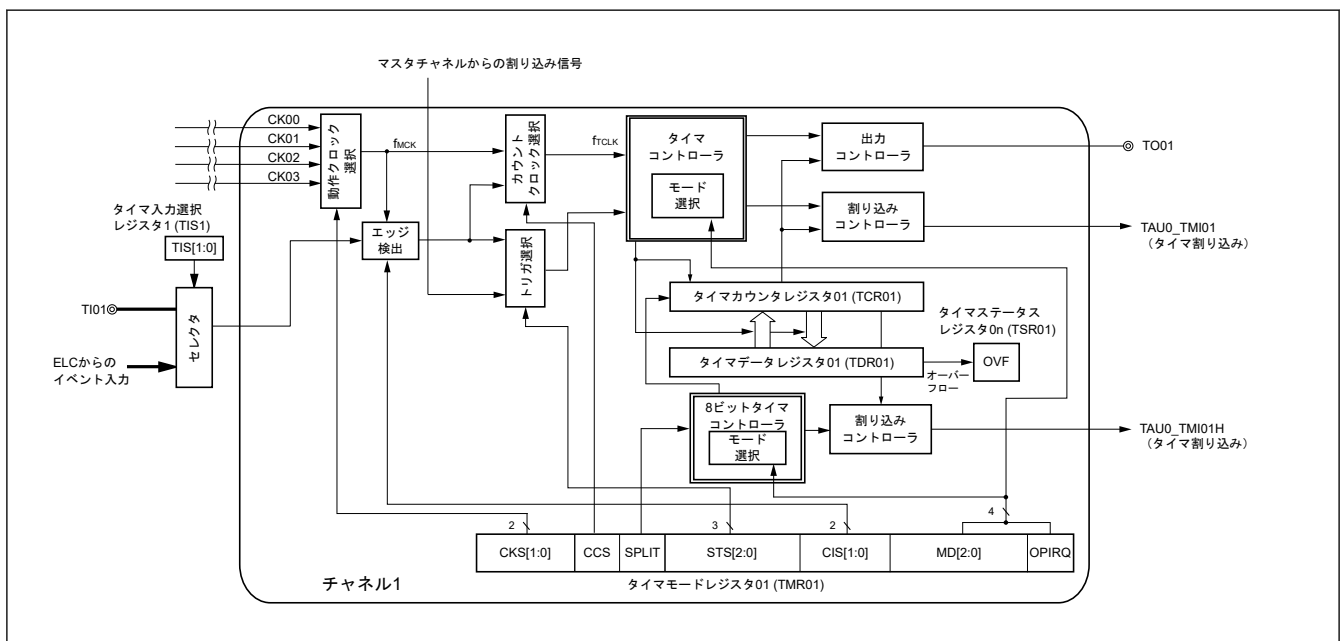 マスタチャネルからの割り込み信号
CK00
CK01
CK02
CK03
動作クロック
選択
fMCK
カウント
クロック選択
fTCLK
タイマ
コントローラ
モード
選択
出力
コントローラ
TO01
タイマ入力選択
レジスタ1 (TIS1)
TIS[1:0]
エッジ
検出
トリガ選択
割り込み
コントローラ
TAU0_TMI01
(タイマ割り込み)
TI01
セレクタ
ELCからの
イベント入力
タイマカウンタレジスタ01 (TCR01)
タイマステータス
レジスタ0n (TSR01)
タイマデータレジスタ01 (TDR01)
オーバー
フロー
OVF
8ビットタイマ
コントローラ
モード
選択
割り込み
コントローラ
TAU0_TMI01H
(タイマ割り込み)
2
3
2
4
CKS[1:0]
CCS
SPLIT
STS[2:0]
CIS[1:0]
MD[2:0]
OPIRQ
チャネル1
タイマモードレジスタ01 (TMR01)